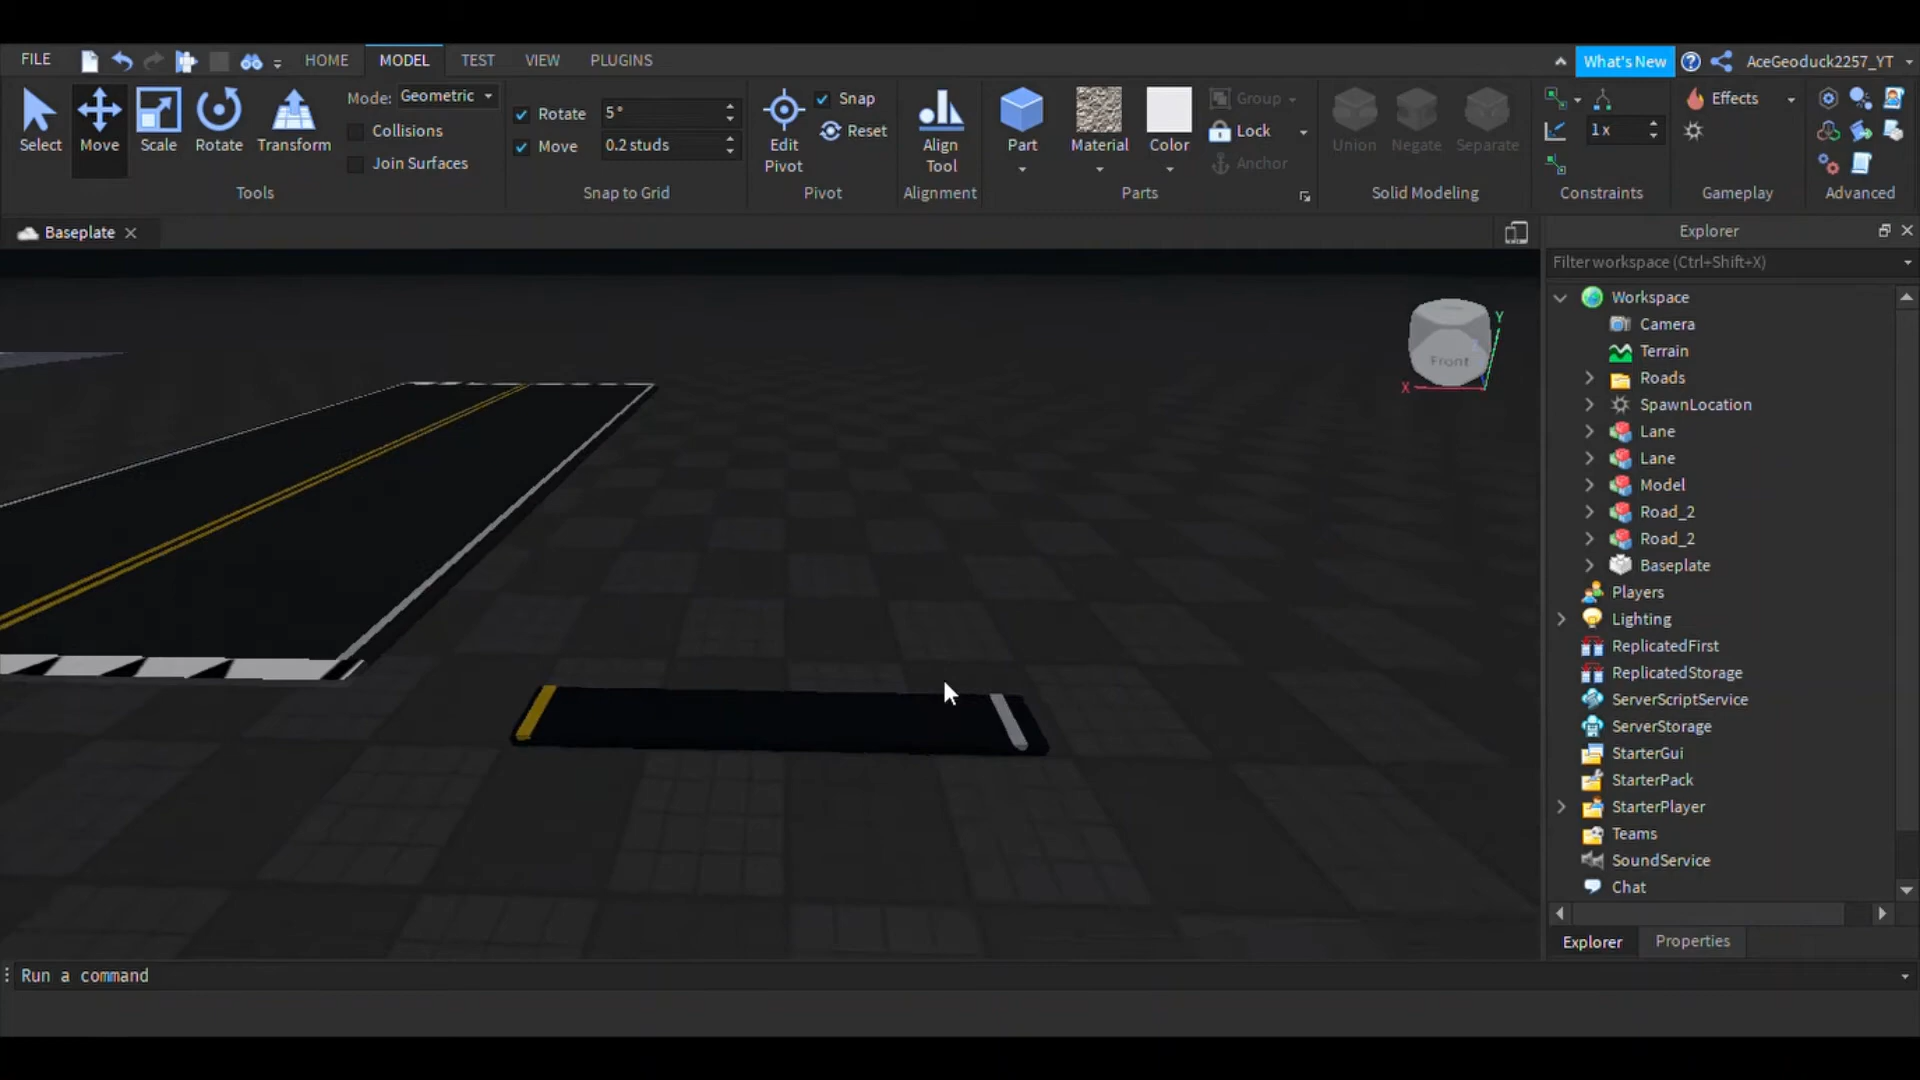 FILE HOME MODEL TEST VIEW PLUGINS What's New AceGeoduck2257_YT
Select Move Scale Rotate Transform
Mode: Geometric
Collisions
Join Surfaces
Tools
Rotate 5°
Move 0.2 studs
Snap to Grid
Edit Pivot
Snap
Reset
Pivot
Align Tool
Alignment
Part Material Color
Group
Lock
Anchor
Parts
Union Negate Separate
Solid Modeling
1x
Constraints
Effects
Gameplay
Advanced
Baseplate
Explorer
Filter workspace (Ctrl+Shift+X)
Workspace
Camera
Terrain
Roads
SpawnLocation
Lane
Lane
Model
Road_2
Road_2
Baseplate
Players
Lighting
ReplicatedFirst
ReplicatedStorage
ServerScriptService
ServerStorage
StarterGui
StarterPack
StarterPlayer
Teams
SoundService
Chat
Explorer Properties
Front
X
Y
Run a command